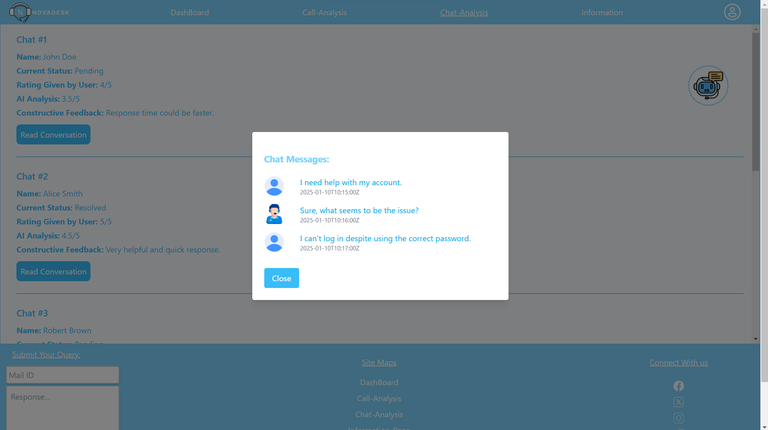 NOVADESK
DashBoard
Call-Analysis
Chat-Analysis
Information
Chat #1
Name: John Doe
Current Status: Pending
Rating Given by User: 4/5
AI Analysis: 3.5/5
Constructive Feedback: Response time could be faster.
Read Conversation
Chat #2
Name: Alice Smith
Current Status: Resolved
Rating Given by User: 5/5
AI Analysis: 4.5/5
Constructive Feedback: Very helpful and quick response.
Read Conversation
Chat #3
Name: Robert Brown
Chat Messages:
I need help with my account.
2025-01-10T10:15:00Z
Sure, what seems to be the issue?
2025-01-10T10:16:00Z
I can't log in despite using the correct password.
2025-01-10T10:17:00Z
Close
Submit Your Query:
Mail ID
Response...
Site Maps
DashBoard
Call-Analysis
Chat-Analysis
Connect With us